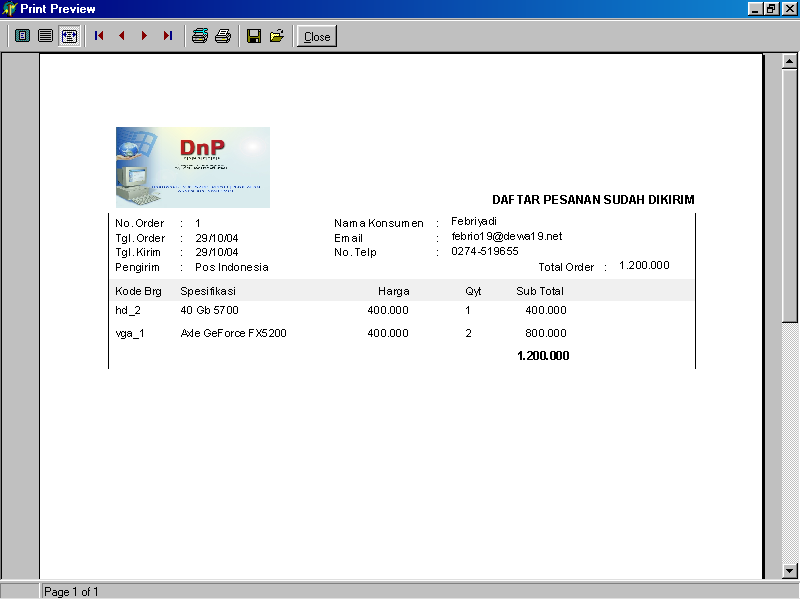 Print Preview
Close
DnP
DAFTAR PESANAN SUDAH DIKIRIM
No. Order : 1 Nama Konsumen : Febriyadi
Tgl. Order : 29/10/04 Email : febrio19@dewa19.net
Tgl. Kirim : 29/10/04 No. Telp : 0274-519655
Pengirim : Pos Indonesia Total Order : 1.200.000
Kode Brg Spesifikasi Harga Qyt Sub Total
hd_2 40 Gb 5700 400.000 1 400.000
vga_1 Axle GeForce FX5200 400.000 2 800.000
1.200.000
Page 1 of 1